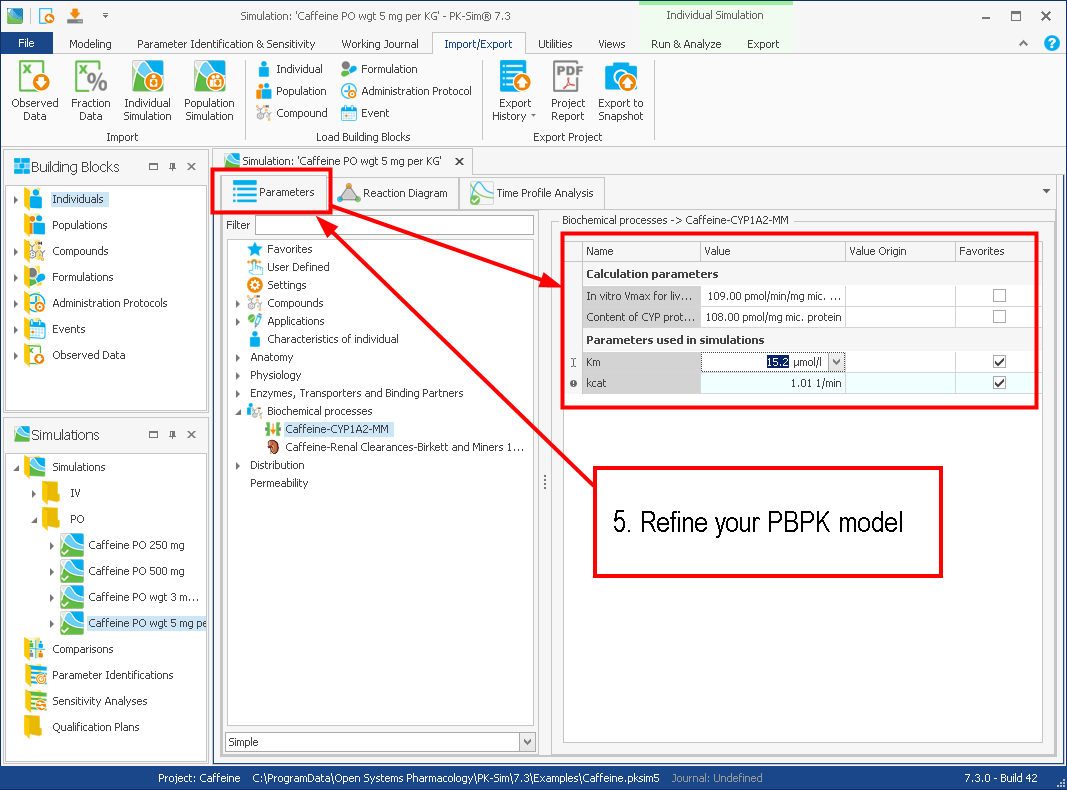 Simulation: 'Caffeine PO wgt 5 mg per KG' - PK-Sim® 7.3
Individual Simulation
File
Modeling
Parameter Identification & Sensitivity
Working Journal
Import/Export
Utilities
Views
Run & Analyze
Export
Observed Data
Fraction Data
Individual Simulation
Population Simulation
Import
Individual
Population
Compound
Formulation
Administration Protocol
Event
Load Building Blocks
Export History
Project Report
Export to Snapshot
Export Project
Building Blocks
Individuals
Populations
Compounds
Formulations
Administration Protocols
Events
Observed Data
Simulations
Simulations
IV
PO
Caffeine PO 250 mg
Caffeine PO 500 mg
Caffeine PO wgt 3 m...
Caffeine PO wgt 5 mg pe
Comparisons
Parameter Identifications
Sensitivity Analyses
Qualification Plans
Simulation: 'Caffeine PO wgt 5 mg per KG'
Parameters
Reaction Diagram
Time Profile Analysis
Filter
Favorites
User Defined
Settings
Compounds
Applications
Characteristics of individual
Anatomy
Physiology
Enzymes, Transporters and Binding Partners
Biochemical processes
Caffeine-CYP1A2-MM
Caffeine-Renal Clearances-Birkett and Miners 1...
Distribution
Permeability
Simple
Biochemical processes -> Caffeine-CYP1A2-MM
Name Value Value Origin Favorites
Calculation parameters
In vitro Vmax for liv... 109.00 pmol/min/mg mic. ...
Content of CYP prot... 108.00 pmol/mg mic. protein
Parameters used in simulations
Km 15.2 µmol/l
kcat 1.01 1/min
5. Refine your PBPK model
Project: Caffeine C:\ProgramData\Open Systems Pharmacology\PK-Sim\7.3\Examples\Caffeine.pksim5 Journal: Undefined 7.3.0 - Build 42